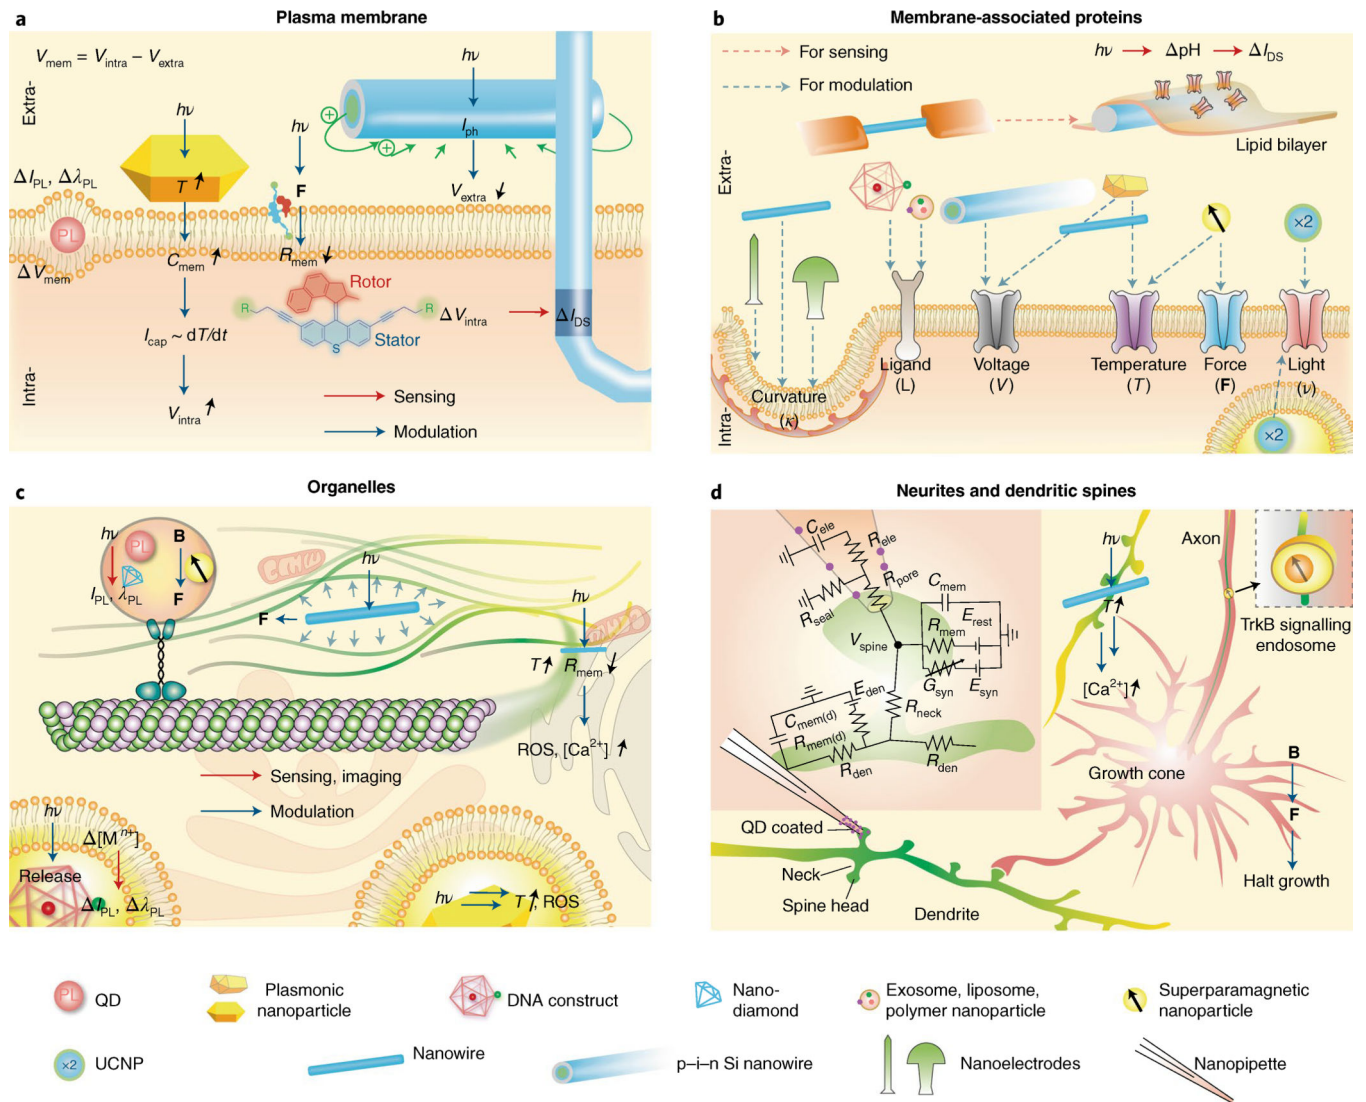 a
Plasma membrane
V_mem = V_intra − V_extra
Extra-
Intra-
hν
hν
hν
T
F
I_ph
V_extra
ΔI_PL, Δλ_PL
PL
ΔV_mem
C_mem
R_mem
Rotor
R
R
S
Stator
ΔV_intra
ΔI_DS
I_cap ~ dT/dt
V_intra
Sensing
Modulation
b
Membrane-associated proteins
For sensing
For modulation
hν
ΔpH
ΔI_DS
Extra-
Intra-
Lipid bilayer
×2
Curvature
(κ)
Ligand
(L)
Voltage
(V)
Temperature
(T)
Force
(F)
Light
(ν)
×2
c
Organelles
hν
PL
B
I_PL, λ_PL
F
hν
F
hν
T
R_mem
ROS, [Ca²⁺]
Sensing, imaging
Modulation
hν
Δ[Mⁿ⁺]
Release
ΔI_PL, Δλ_PL
hν
T
, ROS
d
Neurites and dendritic spines
C_ele
R_ele
R_pore
R_seal
C_mem
E_rest
R_mem
V_spine
G_syn
E_syn
E_den
C_mem(d)
R_mem(d)
R_neck
R_den
R_den
hν
T
[Ca²⁺]
Axon
TrkB signalling
endosome
Growth cone
B
F
Halt growth
QD coated
Neck
Spine head
Dendrite
PL
QD
Plasmonic
nanoparticle
DNA construct
Nano-
diamond
Exosome, liposome,
polymer nanoparticle
Superparamagnetic
nanoparticle
×2
UCNP
Nanowire
p–i–n Si nanowire
Nanoelectrodes
Nanopipette